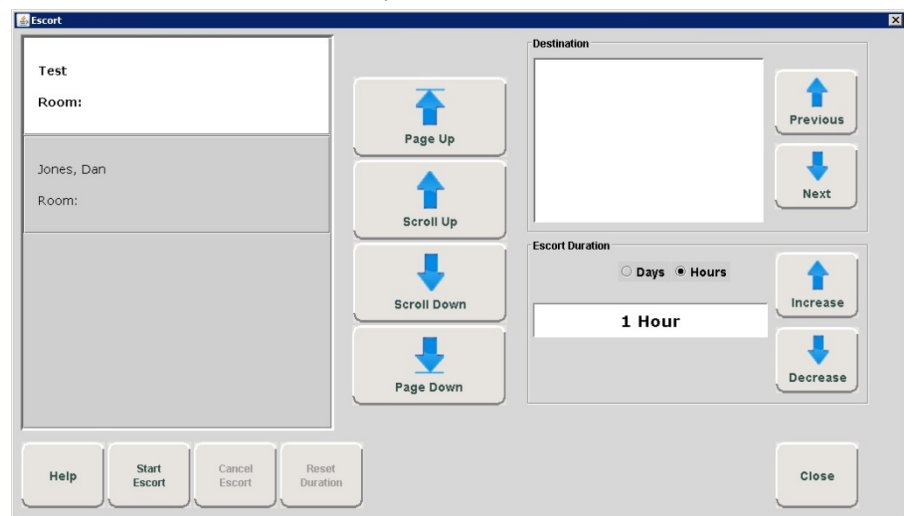 Escort
Test
Room:
Jones, Dan
Room:
Page Up
Scroll Up
Scroll Down
Page Down
Destination
Previous
Next
Escort Duration
Days Hours
1 Hour
Increase
Decrease
Help
Start
Escort
Cancel
Escort
Reset
Duration
Close